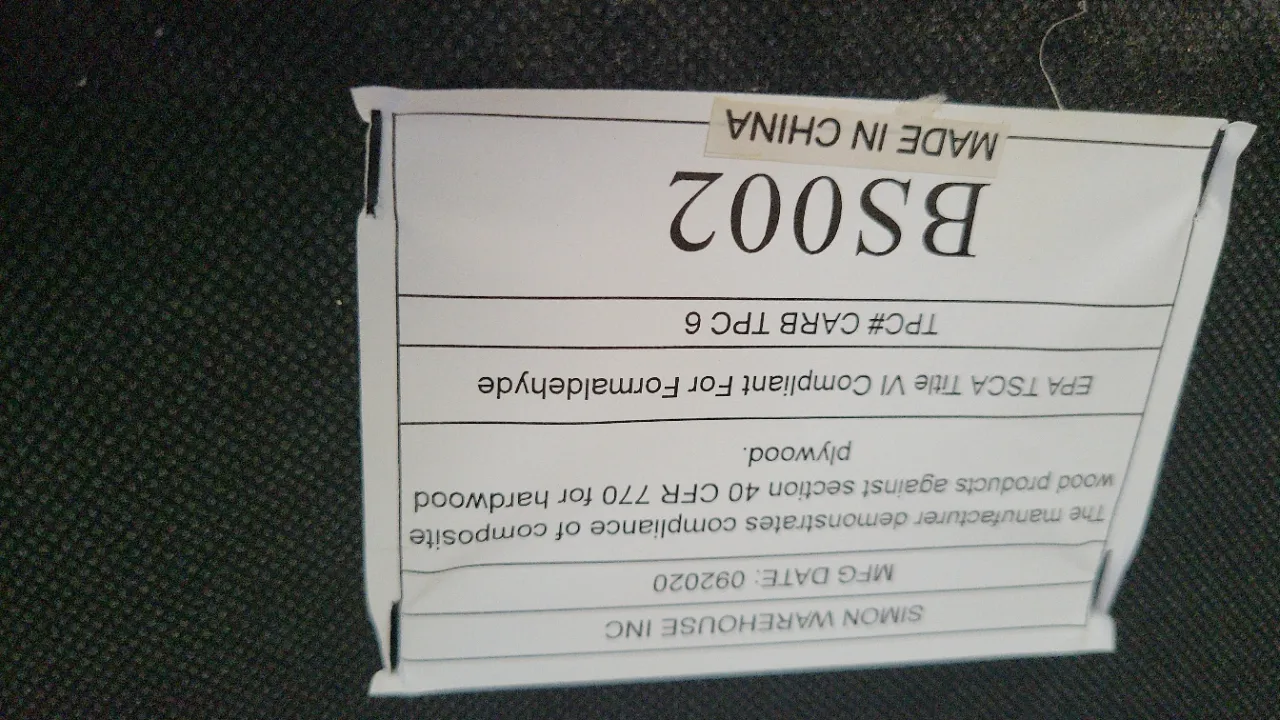 SIMON WAREHOUSE INC
MFG DATE: 092020
The manufacturer demonstrates compliance of composite
wood products against section 40 CFR 770 for hardwood
plywood.
EPA TSCA Title VI Compliant For Formaldehyde
TPC# CARB TPC 6
BS002
MADE IN CHINA